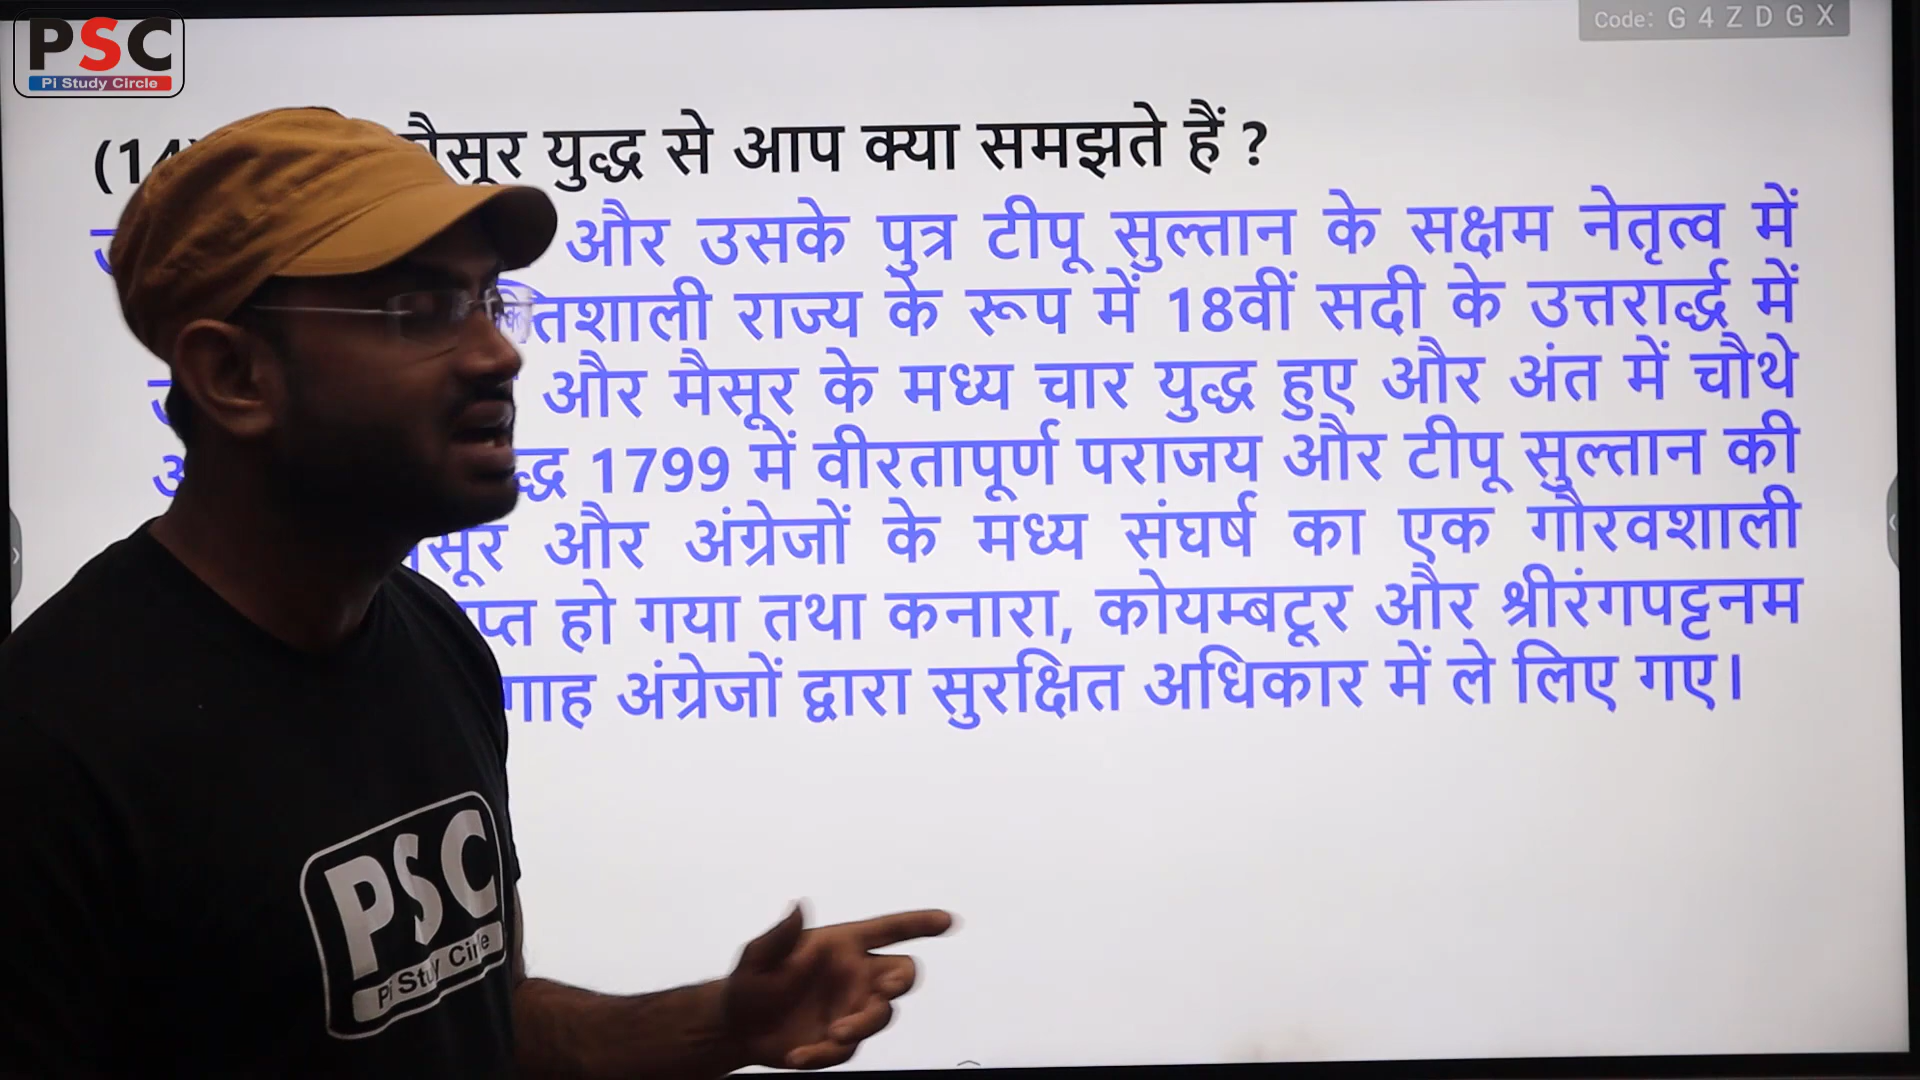 PSC
Pi Study Circle
Code: G 4 Z D G X
(14) मैसूर युद्ध से आप क्या समझते हैं ?
और उसके पुत्र टीपू सुल्तान के सक्षम नेतृत्व में
राज्य के रूप में 18वीं सदी के उत्तरार्द्ध में
और मैसूर के मध्य चार युद्ध हुए और अंत में चौथे
1799 में वीरतापूर्ण पराजय और टीपू सुल्तान की
और अंग्रेजों के मध्य संघर्ष का एक गौरवशाली
हो गया तथा कनारा, कोयम्बटूर और श्रीरंगपट्टनम
अंग्रेजों द्वारा सुरक्षित अधिकार में ले लिए गए।
PSC
Pi Study Circle